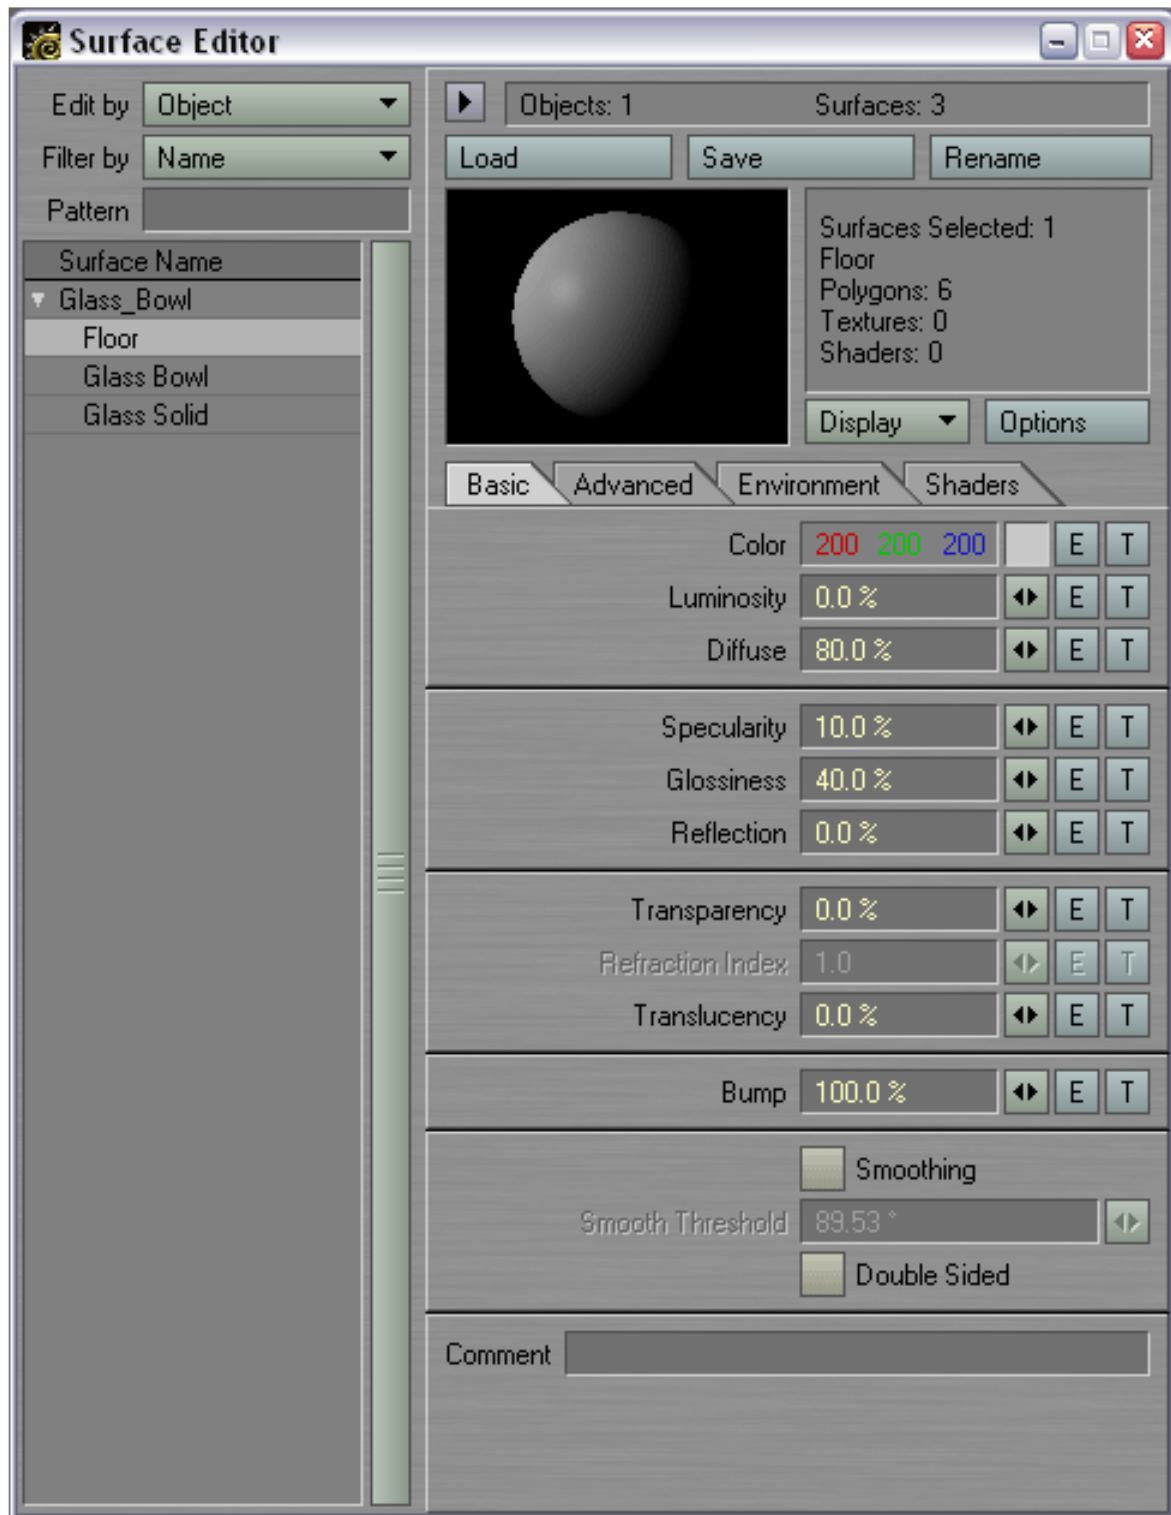 Surface Editor
Edit by Object
Filter by Name
Pattern
Surface Name
Glass_Bowl
Floor
Glass Bowl
Glass Solid
Objects: 1 Surfaces: 3
Load Save Rename
Surfaces Selected: 1
Floor
Polygons: 6
Textures: 0
Shaders: 0
Display Options
Basic Advanced Environment Shaders
Color 200 200 200 E T
Luminosity 0.0 % E T
Diffuse 80.0 % E T
Specularity 10.0 % E T
Glossiness 40.0 % E T
Reflection 0.0 % E T
Transparency 0.0 % E T
Refraction Index 1.0 E T
Translucency 0.0 % E T
Bump 100.0 % E T
Smoothing
Smooth Threshold 89.53 °
Double Sided
Comment